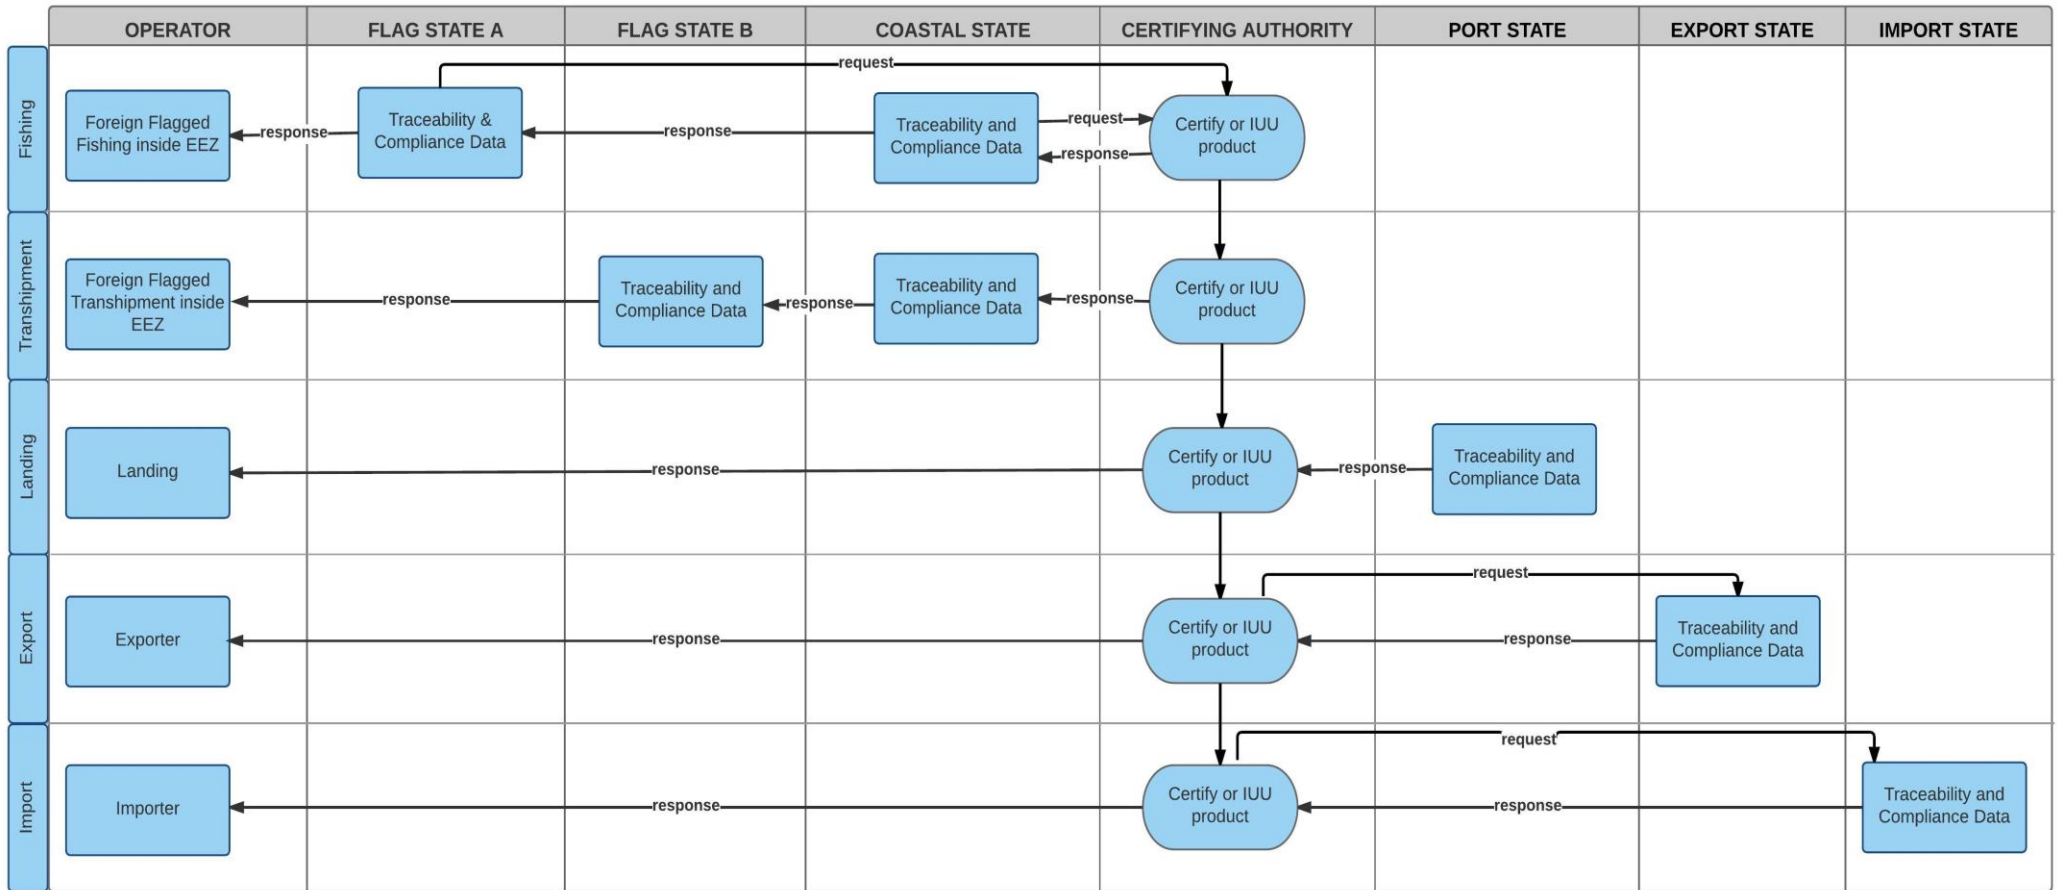 OPERATOR
FLAG STATE A
FLAG STATE B
COASTAL STATE
CERTIFYING AUTHORITY
PORT STATE
EXPORT STATE
IMPORT STATE
Fishing
request
Foreign Flagged
Fishing inside EEZ
response
Traceability &
Compliance Data
response
Traceability and
Compliance Data
request
response
Certify or IUU
product
Transhipment
Foreign Flagged
Transhipment inside
EEZ
response
Traceability and
Compliance Data
response
Traceability and
Compliance Data
response
Certify or IUU
product
Landing
Landing
response
Certify or IUU
product
response
Traceability and
Compliance Data
Export
request
Exporter
response
Certify or IUU
product
response
Traceability and
Compliance Data
Import
request
Importer
response
Certify or IUU
product
response
Traceability and
Compliance Data